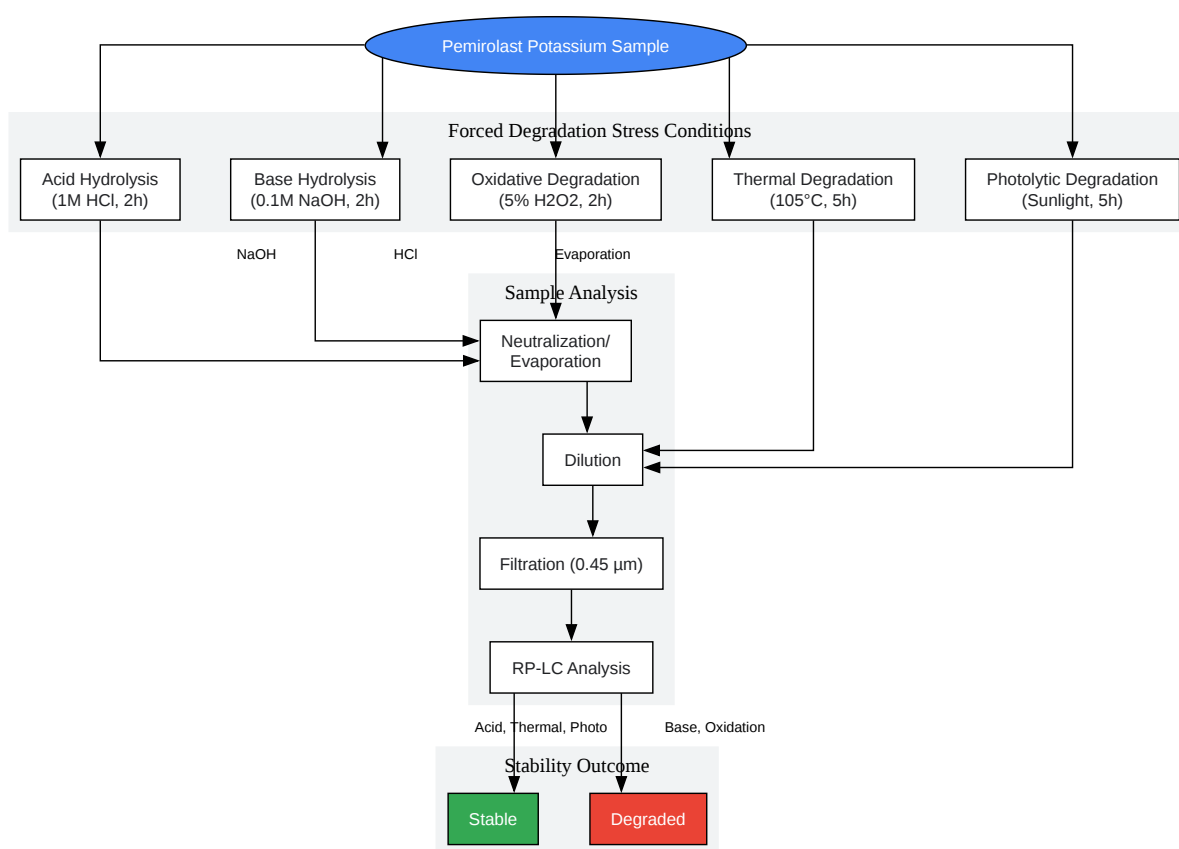 Pemirolast Potassium Sample
Forced Degradation Stress Conditions
Acid Hydrolysis
(1M HCl, 2h)
Base Hydrolysis
(0.1M NaOH, 2h)
Oxidative Degradation
(5% H2O2, 2h)
Thermal Degradation
(105°C, 5h)
Photolytic Degradation
(Sunlight, 5h)
NaOH
HCl
Evaporation
Sample Analysis
Neutralization/
Evaporation
Dilution
Filtration (0.45 µm)
RP-LC Analysis
Acid, Thermal, Photo
Base, Oxidation
Stability Outcome
Stable
Degraded